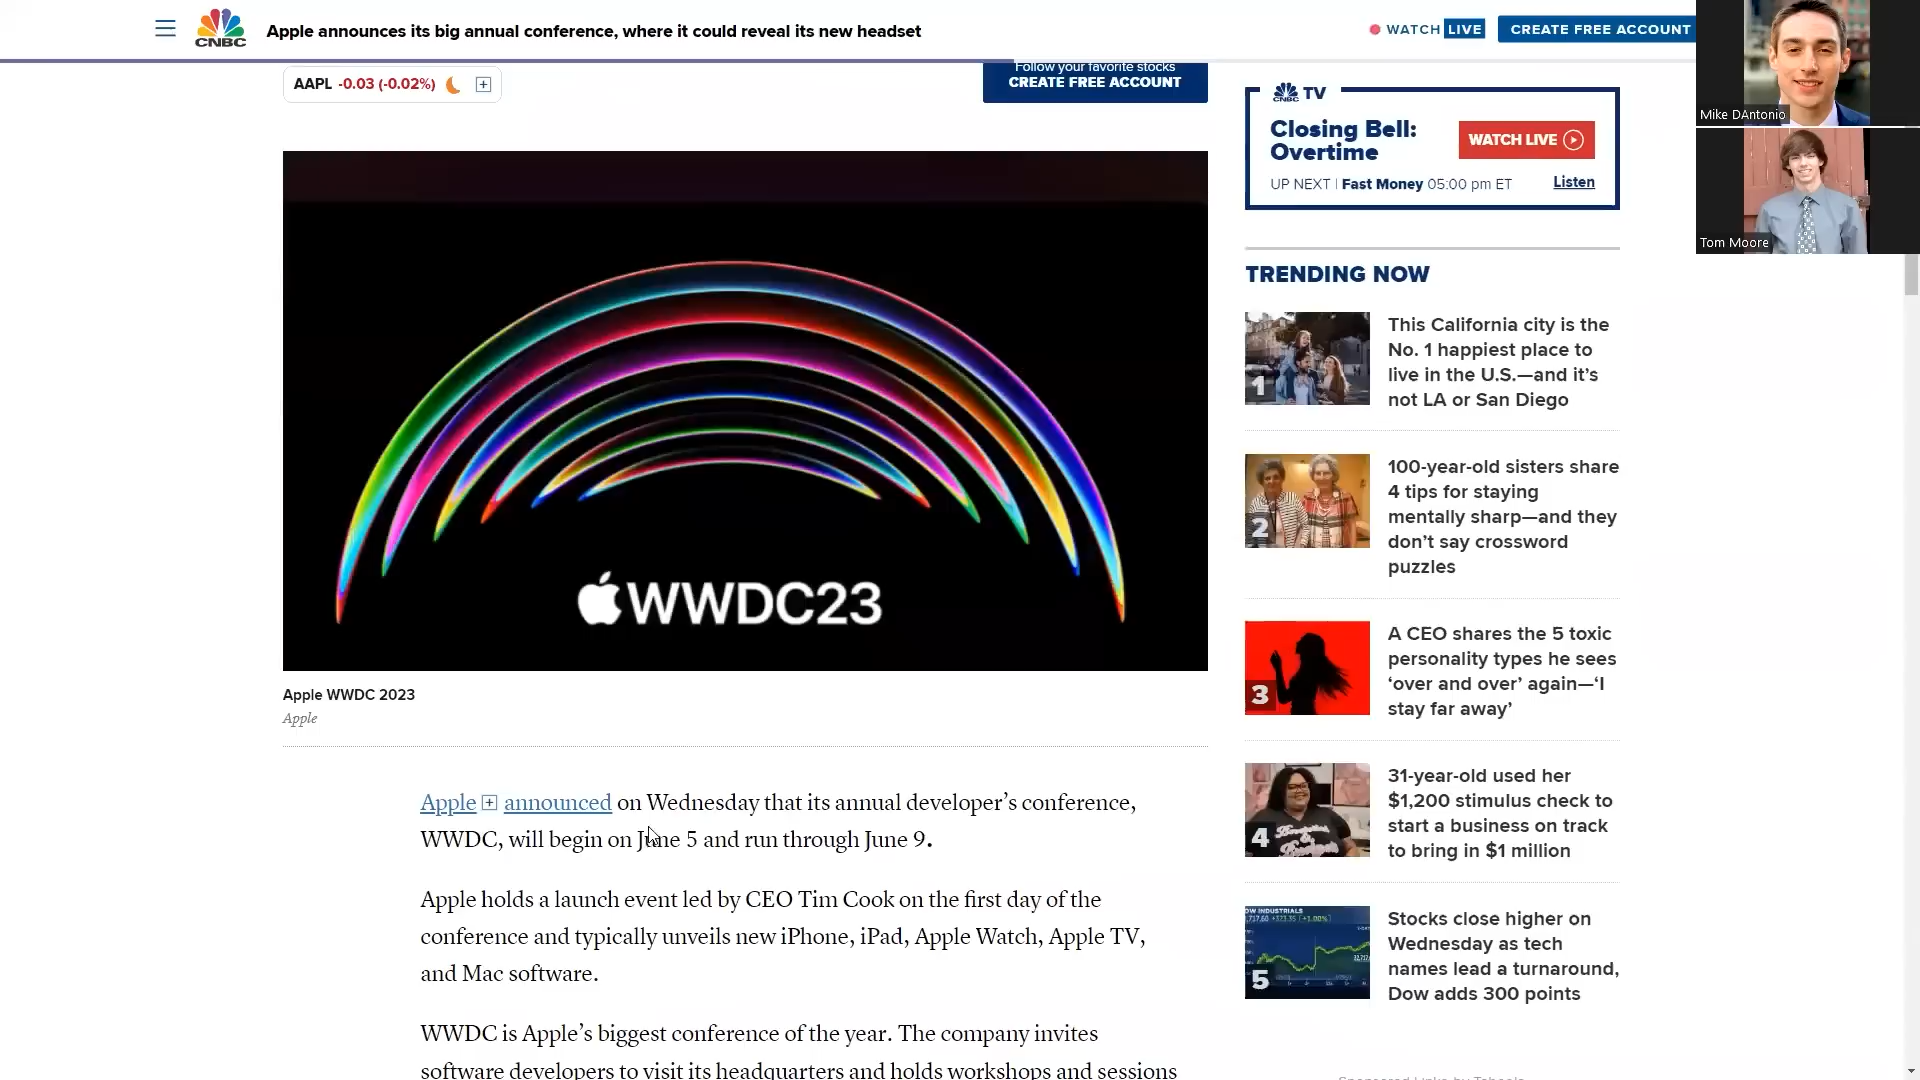 CNBC
Apple announces its big annual conference, where it could reveal its new headset
WATCH LIVE
CREATE FREE ACCOUNT
AAPL -0.03 (-0.02%)
Follow your favorite stocks
CREATE FREE ACCOUNT
WWDC23
Apple WWDC 2023
Apple
Apple announced on Wednesday that its annual developer’s conference,
WWDC, will begin on June 5 and run through June 9.
Apple holds a launch event led by CEO Tim Cook on the first day of the
conference and typically unveils new iPhone, iPad, Apple Watch, Apple TV,
and Mac software.
WWDC is Apple’s biggest conference of the year. The company invites
software developers to visit its headquarters and holds workshops and sessions
CNBC TV
Closing Bell:
Overtime
WATCH LIVE
UP NEXT | Fast Money 05:00 pm ET
Listen
TRENDING NOW
1
This California city is the
No. 1 happiest place to
live in the U.S.—and it’s
not LA or San Diego
2
100-year-old sisters share
4 tips for staying
mentally sharp—and they
don’t say crossword
puzzles
3
A CEO shares the 5 toxic
personality types he sees
‘over and over’ again—‘I
stay far away’
4
31-year-old used her
$1,200 stimulus check to
start a business on track
to bring in $1 million
5
Stocks close higher on
Wednesday as tech
names lead a turnaround,
Dow adds 300 points
Mike DAntonio
Tom Moore